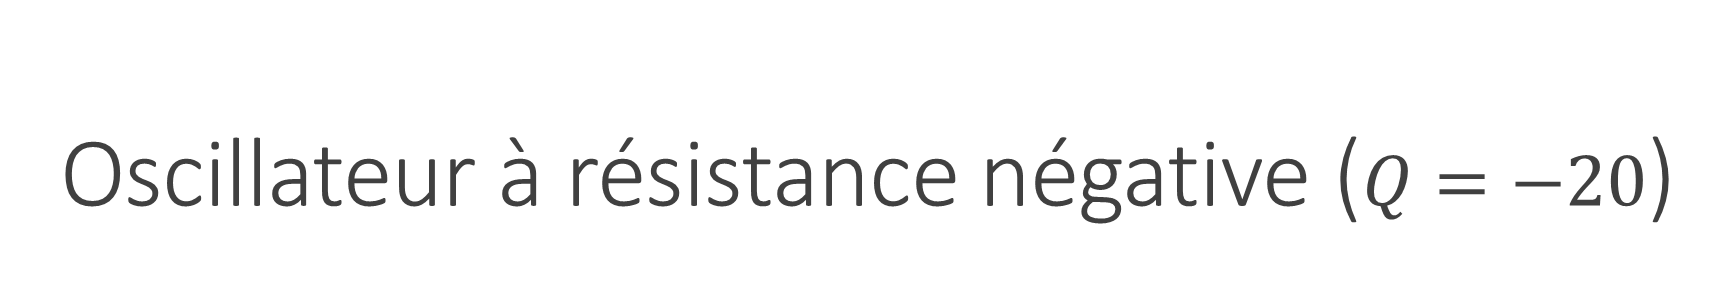 Oscillateur à résistance négative (𝑄 = −20)